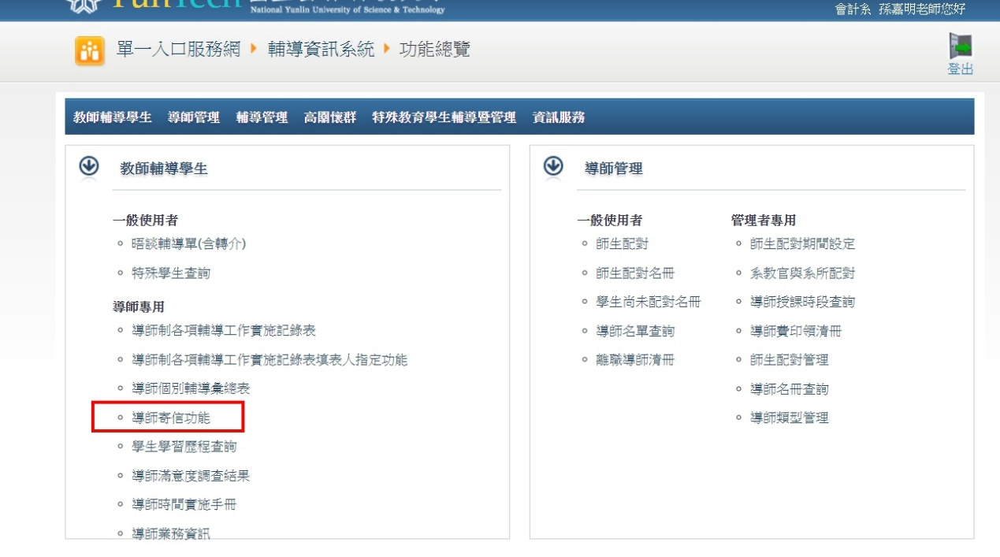 YunTech
National Yunlin University of Science & Technology
會計系 孫嘉明老師您好
單一入口服務網 輔導資訊系統 功能總覽
登出
教師輔導學生 導師管理 輔導管理 高關懷群 特殊教育學生輔導暨管理 資訊服務
教師輔導學生
一般使用者
晤談輔導單(含轉介)
特殊學生查詢
導師專用
導師制各項輔導工作實施記錄表
導師制各項輔導工作實施記錄表填表人指定功能
導師個別輔導彙總表
導師寄信功能
學生學習歷程查詢
導師滿意度調查結果
導師時間實施手冊
導師業務資訊
導師管理
一般使用者
師生配對
師生配對名冊
學生尚未配對名冊
導師名單查詢
離職導師清冊
管理者專用
師生配對期間設定
系教官與系所配對
導師授課時段查詢
導師費印領清冊
師生配對管理
導師名冊查詢
導師類型管理